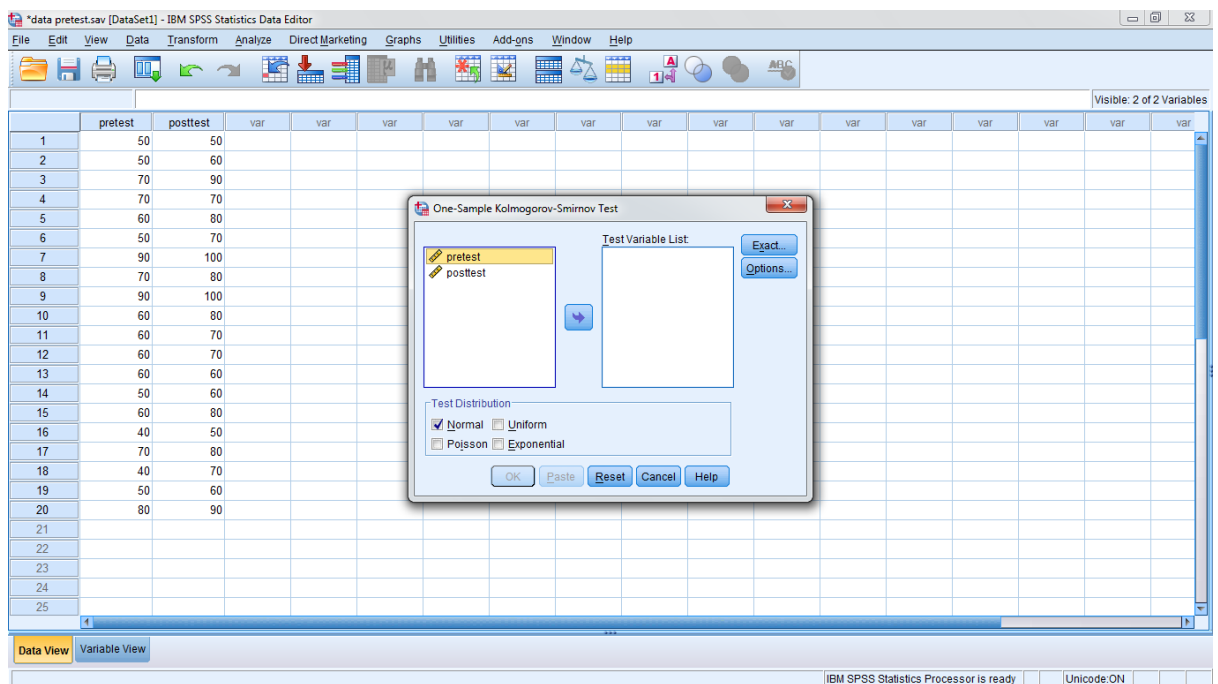 *data pretest.sav [DataSet1] - IBM SPSS Statistics Data Editor
File Edit View Data Transform Analyze Direct Marketing Graphs Utilities Add-ons Window Help
Visible: 2 of 2 Variables
pretest posttest var var var var var var var var var var var var var var var
1 50 50
2 50 60
3 70 90
4 70 70
5 60 80
6 50 70
7 90 100
8 70 80
9 90 100
10 60 80
11 60 70
12 60 70
13 60 60
14 50 60
15 60 80
16 40 50
17 70 80
18 40 70
19 50 60
20 80 90
21
22
23
24
25
One-Sample Kolmogorov-Smirnov Test
Test Variable List:
pretest
posttest
Exact...
Options...
Test Distribution
Normal Uniform
Poisson Exponential
OK Paste Reset Cancel Help
Data View Variable View
IBM SPSS Statistics Processor is ready Unicode:ON